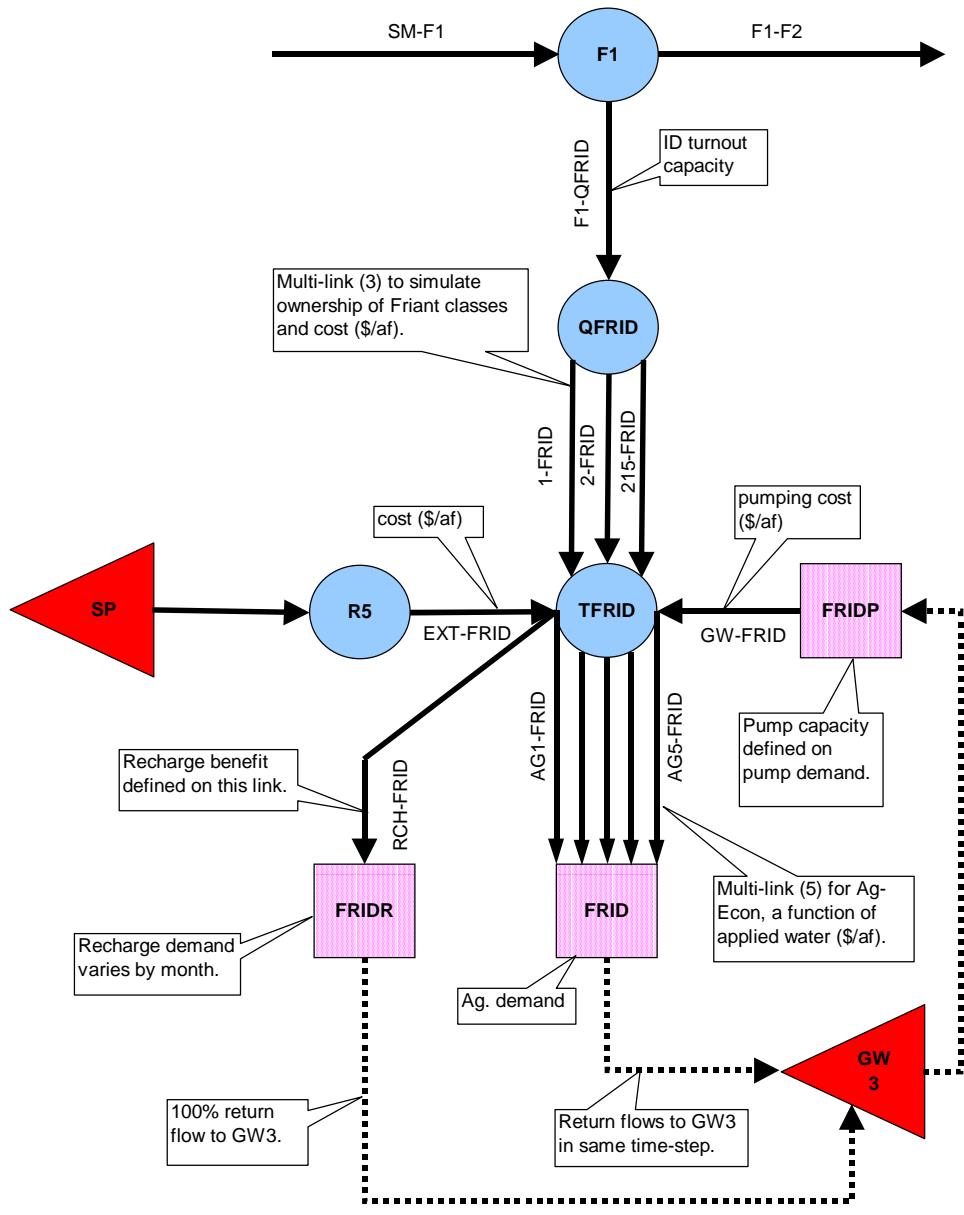 SM-F1
F1
F1-F2
ID turnout
capacity
F1-QFRID
Multi-link (3) to simulate
ownership of Friant classes
and cost ($/af).
QFRID
1-FRID
2-FRID
215-FRID
cost ($/af)
pumping cost
($/af)
SP
R5
EXT-FRID
TFRID
GW-FRID
FRIDP
AG1-FRID
AG5-FRID
Pump capacity
defined on
pump demand.
Recharge benefit
defined on this link.
RCH-FRID
FRIDR
FRID
Multi-link (5) for Ag-
Econ, a function of
applied water ($/af).
Recharge demand
varies by month.
Ag. demand
GW
3
100% return
flow to GW3.
Return flows to GW3
in same time-step.